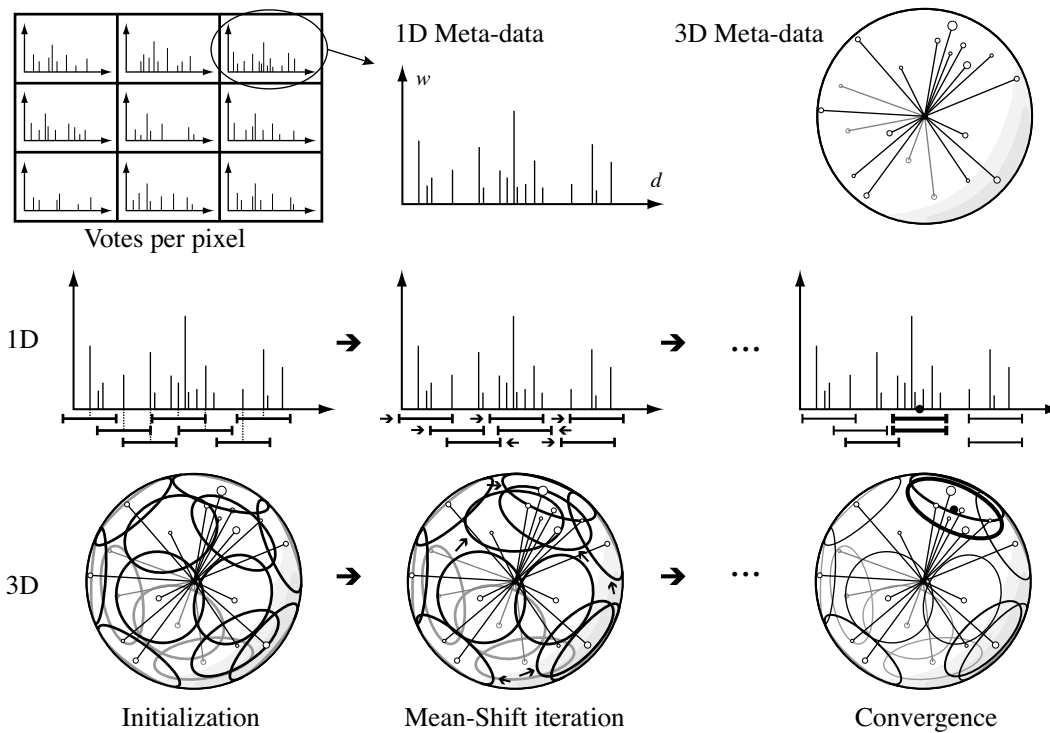 1D Meta-data
3D Meta-data
w
d
Votes per pixel
1D
...
3D
...
Initialization
Mean-Shift iteration
Convergence